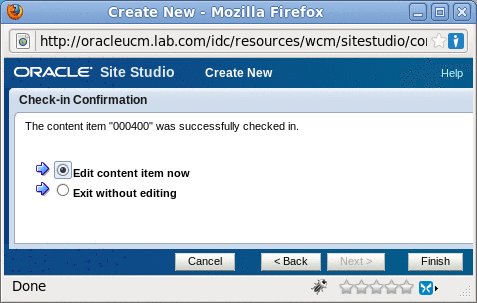 Create New - Mozilla Firefox
http://oracleucm.lab.com/idc/resources/wcm/sitestudio/co
ORACLE Site Studio Create New Help
Check-in Confirmation
The content item "000400" was successfully checked in.
Edit content item now
Exit without editing
Cancel < Back Next > Finish
Done